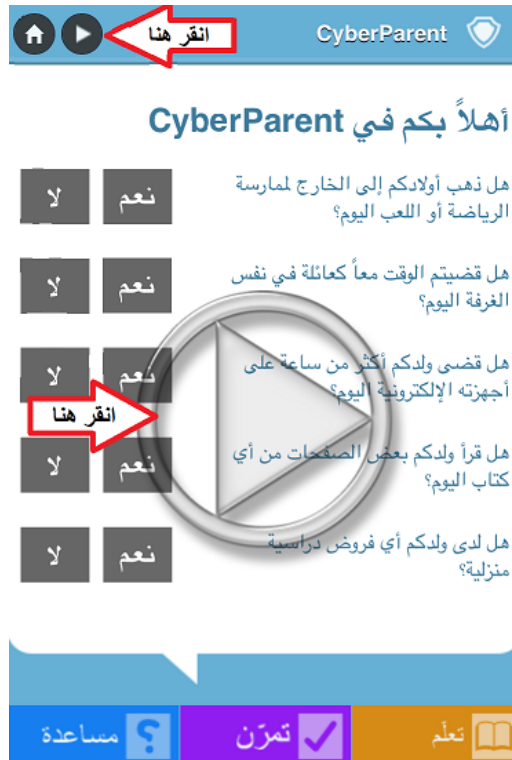 CyberParent
انقر هنا
أهلاً بكم في CyberParent
هل ذهب أولادكم إلى الخارج لممارسة
الرياضة أو اللعب اليوم؟
نعم
لا
هل قضيتم الوقت معاً كعائلة في نفس
الغرفة اليوم؟
نعم
لا
هل قضى ولدكم أكثر من ساعة على
أجهزته الإلكترونية اليوم؟
نعم
لا
انقر هنا
هل قرأ ولدكم بعض الصفحات من أي
كتاب اليوم؟
نعم
لا
هل لدى ولدكم أي فروض دراسية
منزلية؟
نعم
لا
تعلّم
تمرّن
مساعدة